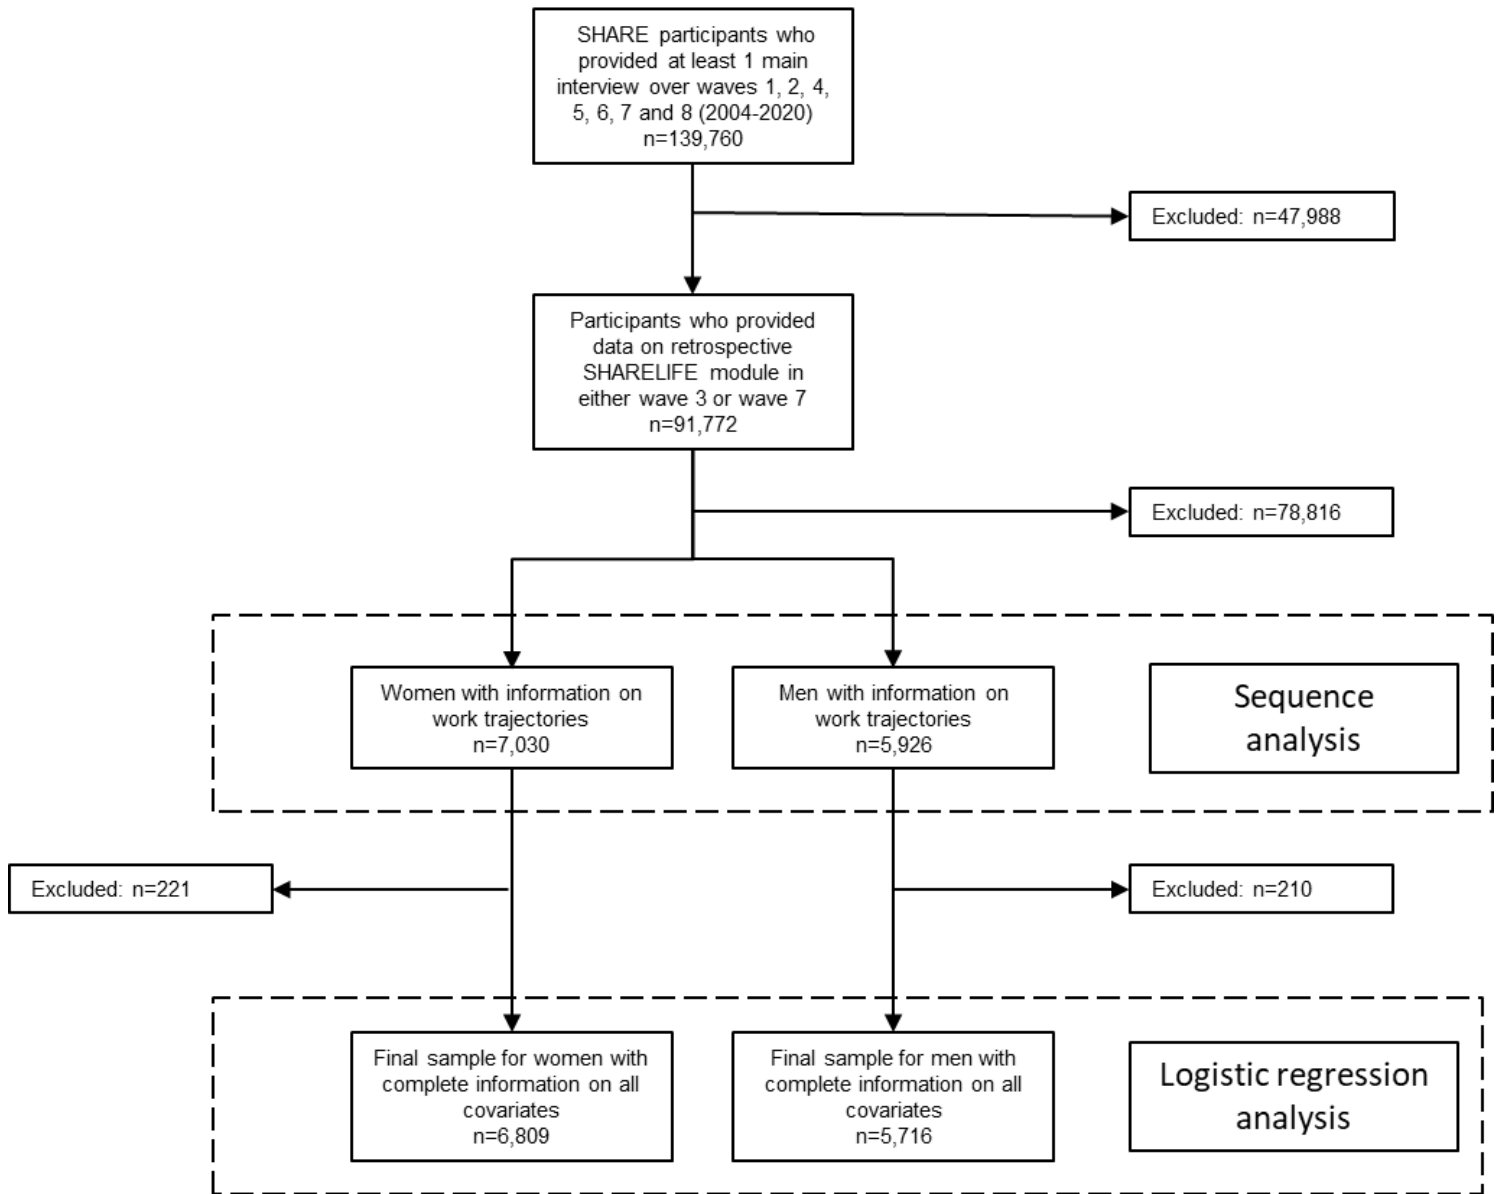 SHARE participants who
provided at least 1 main
interview over waves 1, 2, 4,
5, 6, 7 and 8 (2004-2020)
n=139,760
Excluded: n=47,988
Participants who provided
data on retrospective
SHARELIFE module in
either wave 3 or wave 7
n=91,772
Excluded: n=78,816
Women with information on
work trajectories
n=7,030
Men with information on
work trajectories
n=5,926
Sequence
analysis
Excluded: n=221
Excluded: n=210
Final sample for women with
complete information on all
covariates
n=6,809
Final sample for men with
complete information on all
covariates
n=5,716
Logistic regression
analysis